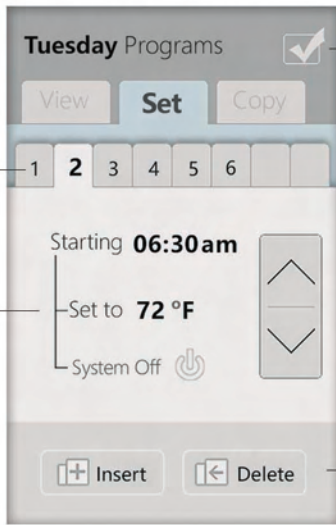 Tuesday Programs
View Set Copy
1 2 3 4 5 6
Starting 06:30am
Set to 72 °F
System Off
Insert Delete